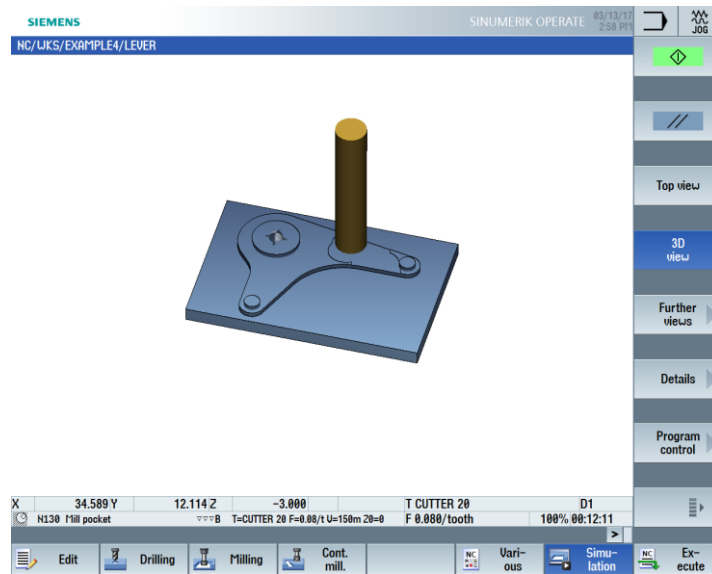 SIEMENS
SINUMERIK OPERATE
03/13/17
2:58 PM
JOG
NC/WKS/EXAMPLE4/LEVER
Top view
3D
view
Further
views
Details
Program
control
X 34.589 Y 12.114 Z -3.000 T CUTTER 20 D1
N130 Mill pocket ▽▽▽B T=CUTTER 20 F=0.08/t U=150m Z0=0 F 0.080/tooth 100% 00:12:11
>
Edit
Drilling
Milling
Cont.
mill.
NC
Vari-
ous
Simu-
lation
NC
Ex-
ecute